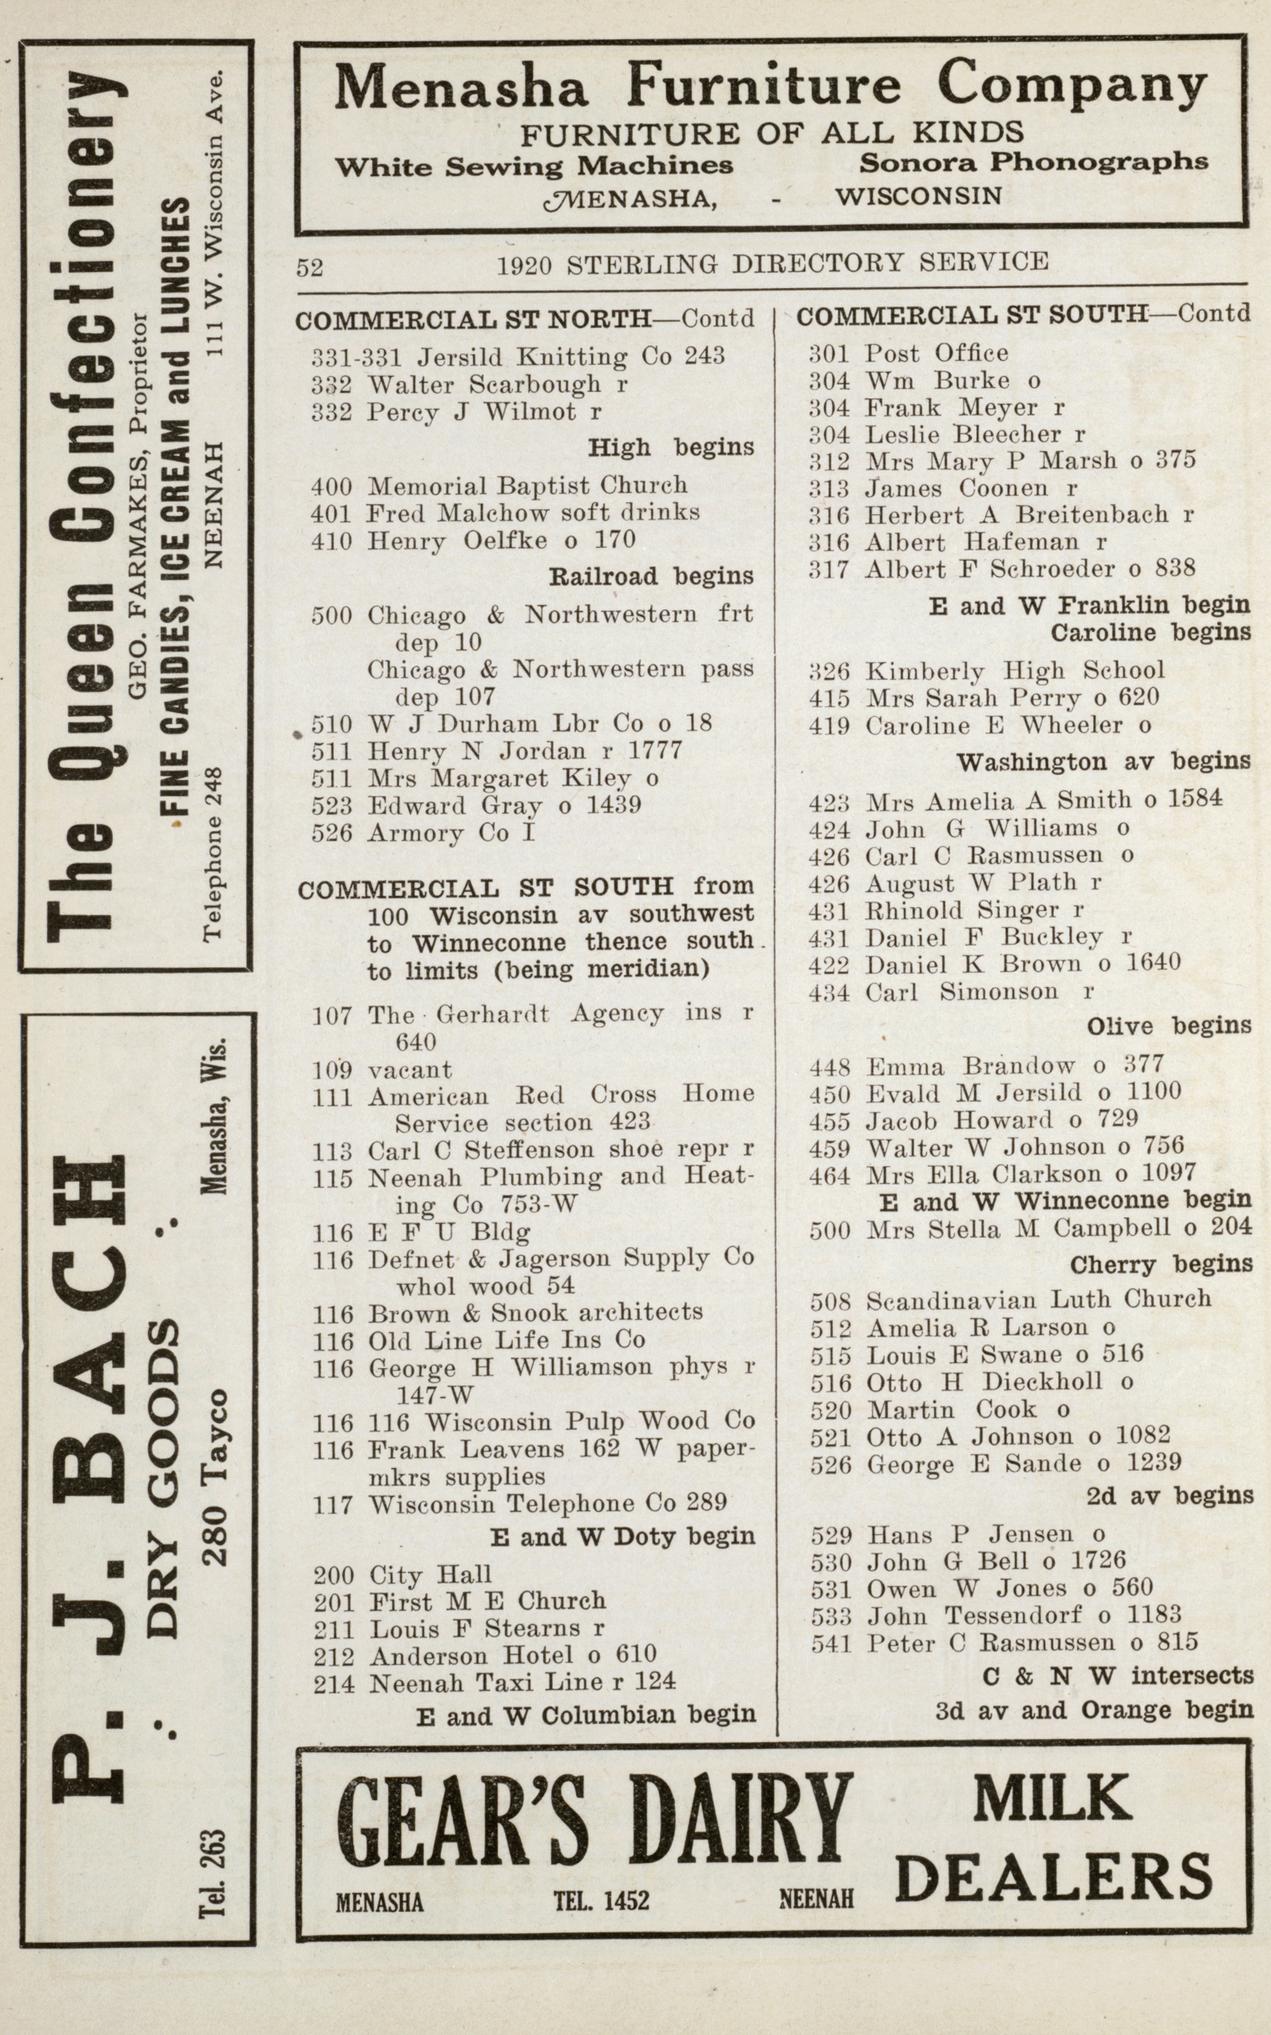 Menasha Furniture Company
FURNITURE OF ALL KINDS
White Sewing Machines Sonora Phonographs
MENASHA, - WISCONSIN
The Queen Confectionery
GEO. FARMAKES, Proprietor
FINE CANDIES, ICE CREAM and LUNCHES
Telephone 248 NEENAH 111 W. Wisconsin Ave.
P. J. BACH
∴ DRY GOODS ∴
Tel. 263 280 Tayco Menasha, Wis.
52 1920 STERLING DIRECTORY SERVICE
COMMERCIAL ST NORTH—Contd
331-331 Jersild Knitting Co 243
332 Walter Scarbough r
332 Percy J Wilmot r
High begins
400 Memorial Baptist Church
401 Fred Malchow soft drinks
410 Henry Oelfke o 170
Railroad begins
500 Chicago & Northwestern frt
dep 10
Chicago & Northwestern pass
dep 107
510 W J Durham Lbr Co o 18
511 Henry N Jordan r 1777
511 Mrs Margaret Kiley o
523 Edward Gray o 1439
526 Armory Co I
COMMERCIAL ST SOUTH from
100 Wisconsin av southwest
to Winneconne thence south
to limits (being meridian)
107 The Gerhardt Agency ins r
640
109 vacant
111 American Red Cross Home
Service section 423
113 Carl C Steffenson shoe repr r
115 Neenah Plumbing and Heat-
ing Co 753-W
116 E F U Bldg
116 Defnet & Jagerson Supply Co
whol wood 54
116 Brown & Snook architects
116 Old Line Life Ins Co
116 George H Williamson phys r
147-W
116 116 Wisconsin Pulp Wood Co
116 Frank Leavens 162 W paper-
mkrs supplies
117 Wisconsin Telephone Co 289
E and W Doty begin
200 City Hall
201 First M E Church
211 Louis F Stearns r
212 Anderson Hotel o 610
214 Neenah Taxi Line r 124
E and W Columbian begin
COMMERCIAL ST SOUTH—Contd
301 Post Office
304 Wm Burke o
304 Frank Meyer r
304 Leslie Bleecher r
312 Mrs Mary P Marsh o 375
313 James Coonen r
316 Herbert A Breitenbach r
316 Albert Hafeman r
317 Albert F Schroeder o 838
E and W Franklin begin
Caroline begins
326 Kimberly High School
415 Mrs Sarah Perry o 620
419 Caroline E Wheeler o
Washington av begins
423 Mrs Amelia A Smith o 1584
424 John G Williams o
426 Carl C Rasmussen o
426 August W Plath r
431 Rhinold Singer r
431 Daniel F Buckley r
422 Daniel K Brown o 1640
434 Carl Simonson r
Olive begins
448 Emma Brandow o 377
450 Evald M Jersild o 1100
455 Jacob Howard o 729
459 Walter W Johnson o 756
464 Mrs Ella Clarkson o 1097
E and W Winneconne begin
500 Mrs Stella M Campbell o 204
Cherry begins
508 Scandinavian Luth Church
512 Amelia R Larson o
515 Louis E Swane o 516
516 Otto H Dieckholl o
520 Martin Cook o
521 Otto A Johnson o 1082
526 George E Sande o 1239
2d av begins
529 Hans P Jensen o
530 John G Bell o 1726
531 Owen W Jones o 560
533 John Tessendorf o 1183
541 Peter C Rasmussen o 815
C & N W intersects
3d av and Orange begin
GEAR'S DAIRY MILK
DEALERS
MENASHA TEL. 1452 NEENAH